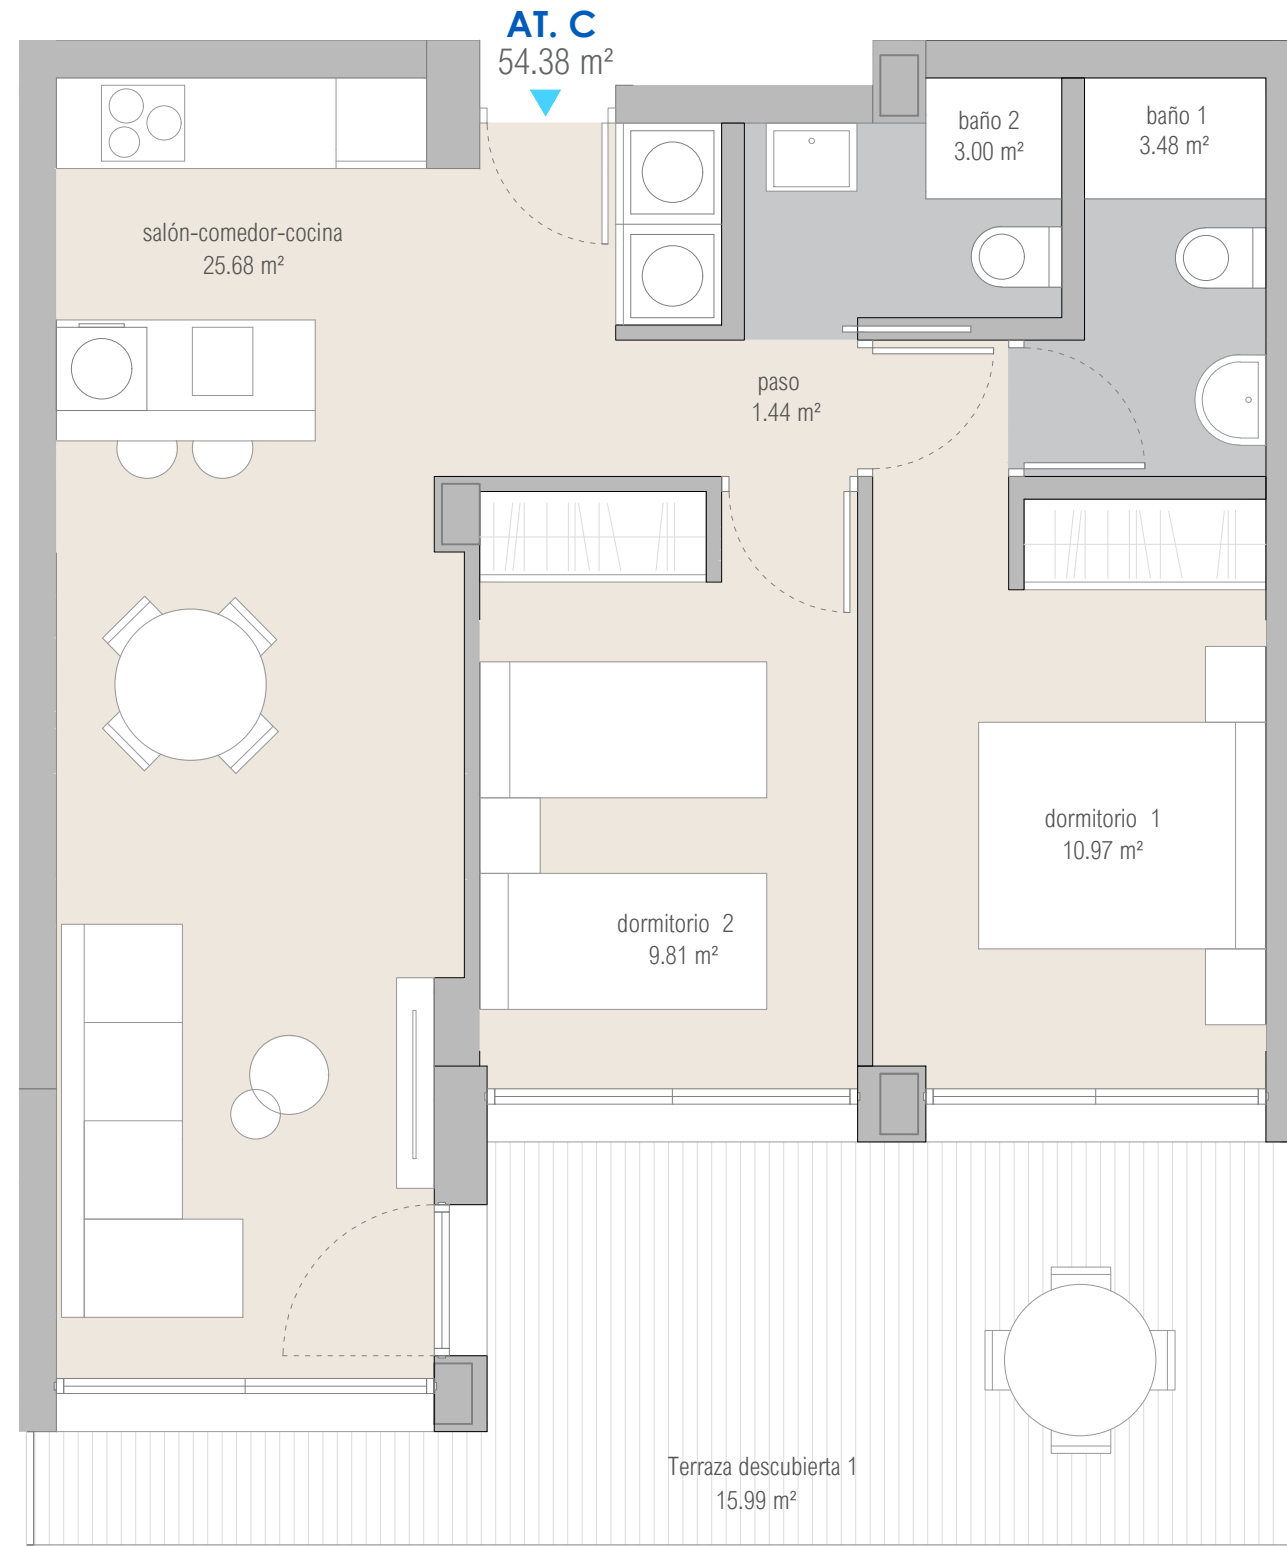 AT. C
54.38 m²
baño 2
3.00 m²
baño 1
3.48 m²
salón-comedor-cocina
25.68 m²
paso
1.44 m²
dormitorio 1
10.97 m²
dormitorio 2
9.81 m²
Terraza descubierta 1
15.99 m²